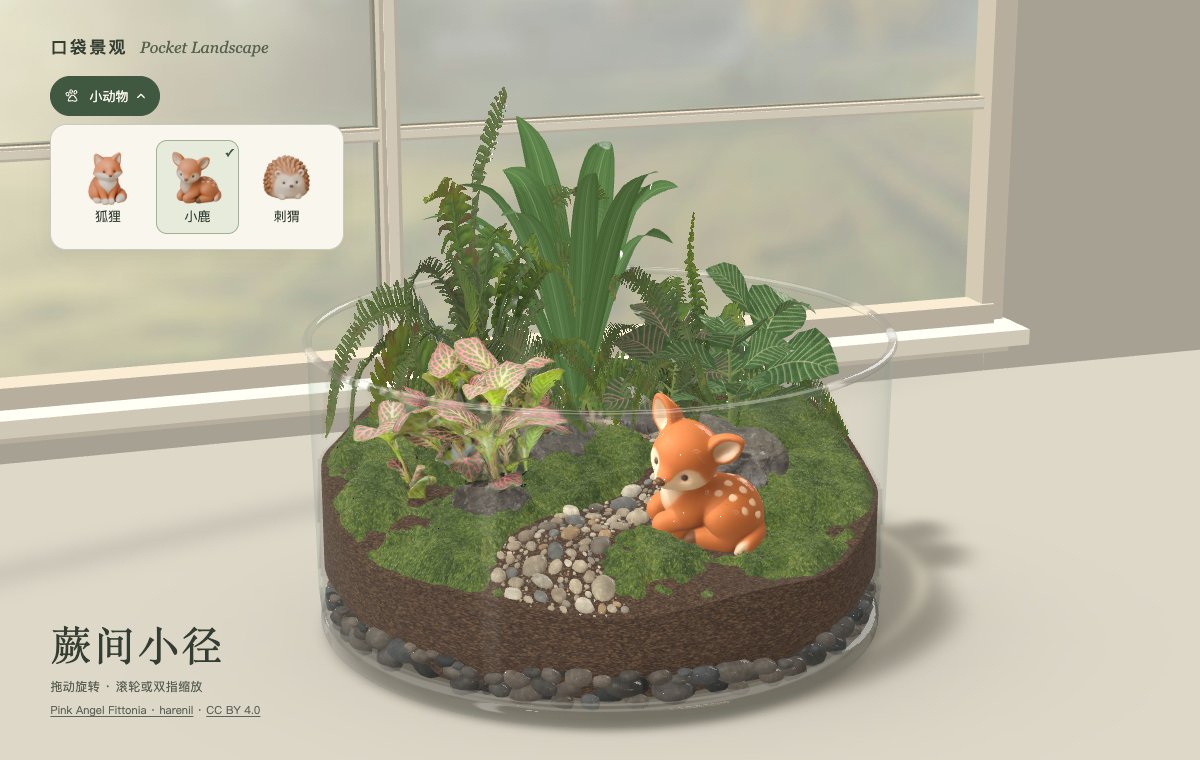 口袋景观 Pocket Landscape
小动物
狐狸 小鹿 刺猬
蕨间小径
拖动旋转 · 滚轮或双指缩放
Pink Angel Fittonia · harenil · CC BY 4.0